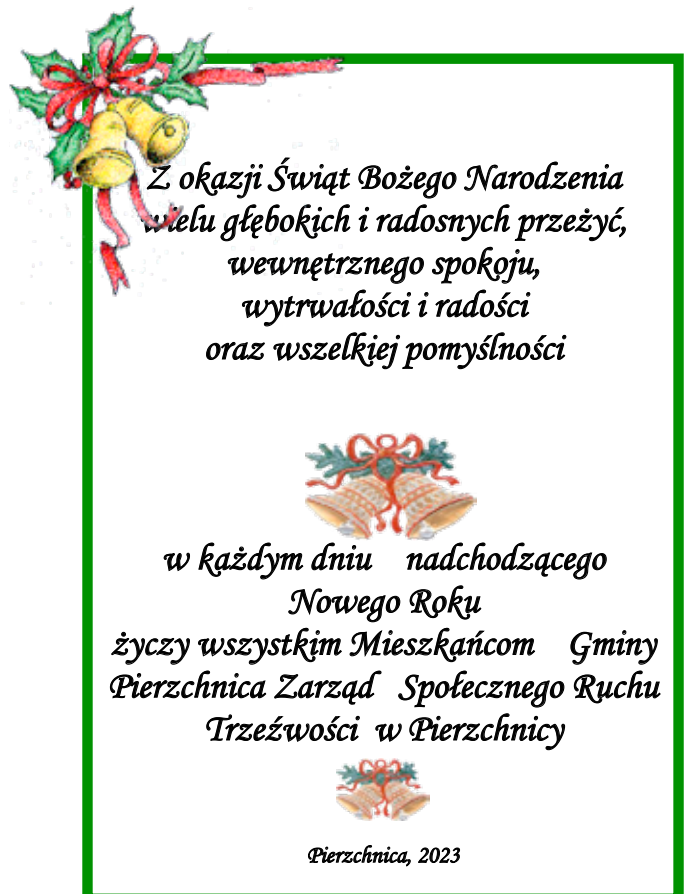 Z okazji Świąt Bożego Narodzenia
wielu głębokich i radosnych przeżyć,
wewnętrznego spokoju,
wytrwałości i radości
oraz wszelkiej pomyślności
w każdym dniu nadchodzącego
Nowego Roku
życzy wszystkim Mieszkańcom Gminy
Pierzchnica Zarząd Społecznego Ruchu
Trzeźwości w Pierzchnicy
Pierzchnica, 2023